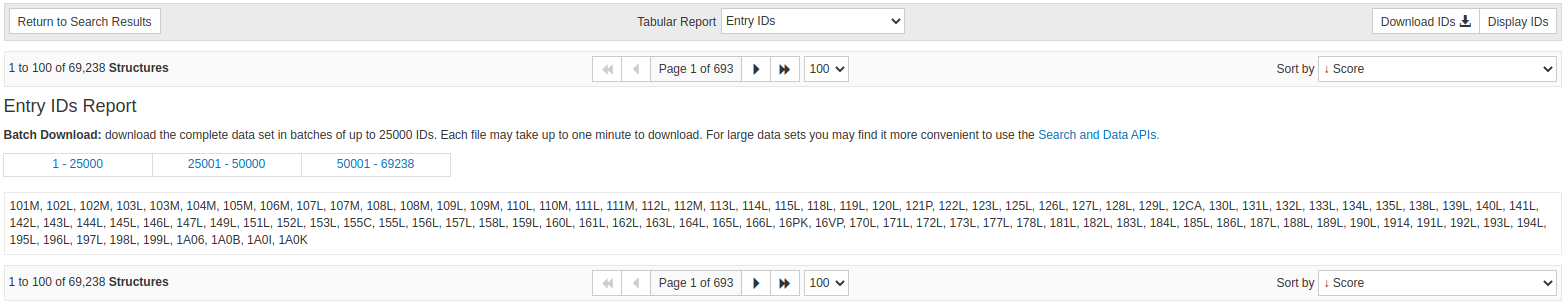 Return to Search Results Tabular Report Entry IDs Download IDs Display IDs
1 to 100 of 69,238 Structures Page 1 of 693 100 Sort by ↓ Score
Entry IDs Report
Batch Download: download the complete data set in batches of up to 25000 IDs. Each file may take up to one minute to download. For large data sets you may find it more convenient to use the Search and Data APIs.
1 - 25000 25001 - 50000 50001 - 69238
101M, 102L, 102M, 103L, 103M, 104M, 105M, 106M, 107L, 107M, 108L, 108M, 109L, 109M, 110L, 110M, 111L, 111M, 112L, 112M, 113L, 114L, 115L, 118L, 119L, 120L, 121P, 122L, 123L, 125L, 126L, 127L, 128L, 129L, 12CA, 130L, 131L, 132L, 133L, 134L, 135L, 138L, 139L, 140L, 141L,
142L, 143L, 144L, 145L, 146L, 147L, 149L, 151L, 152L, 153L, 155C, 155L, 156L, 157L, 158L, 159L, 160L, 161L, 162L, 163L, 164L, 165L, 166L, 16PK, 16VP, 170L, 171L, 172L, 173L, 177L, 178L, 181L, 182L, 183L, 184L, 185L, 186L, 187L, 188L, 189L, 190L, 1914, 191L, 192L, 193L, 194L,
195L, 196L, 197L, 198L, 199L, 1A06, 1A0B, 1A0I, 1A0K
1 to 100 of 69,238 Structures Page 1 of 693 100 Sort by ↓ Score